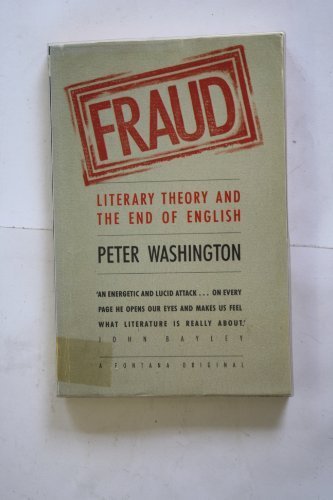 FRAUD
LITERARY THEORY AND
THE END OF ENGLISH
PETER WASHINGTON
'AN ENERGETIC AND LUCID ATTACK . . . ON EVERY
PAGE HE OPENS OUR EYES AND MAKES US FEEL
WHAT LITERATURE IS REALLY ABOUT.'
JOHN BAYLEY
A FONTANA ORIGINAL